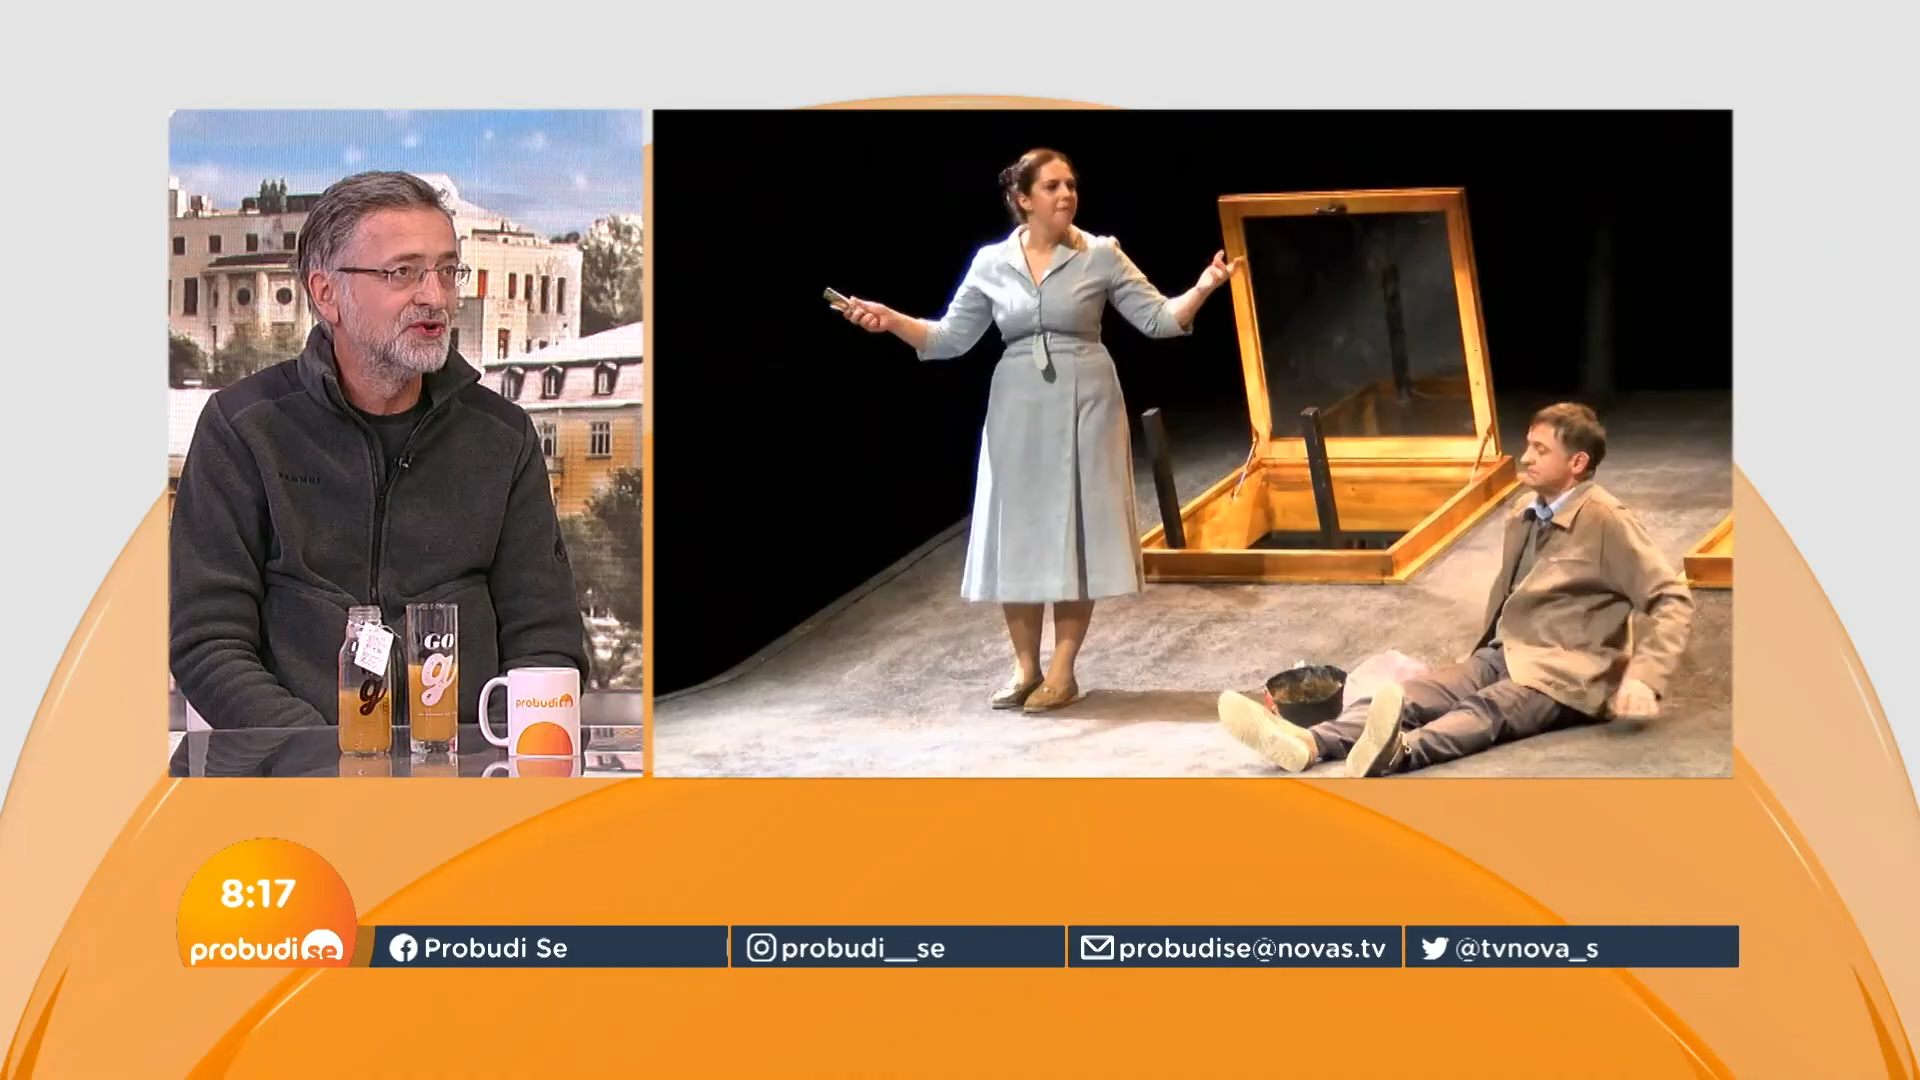 GO
g
g
probudi se
8:17
probudi se
Probudi Se
probudi__se
probudise@novas.tv
@tvnova_s